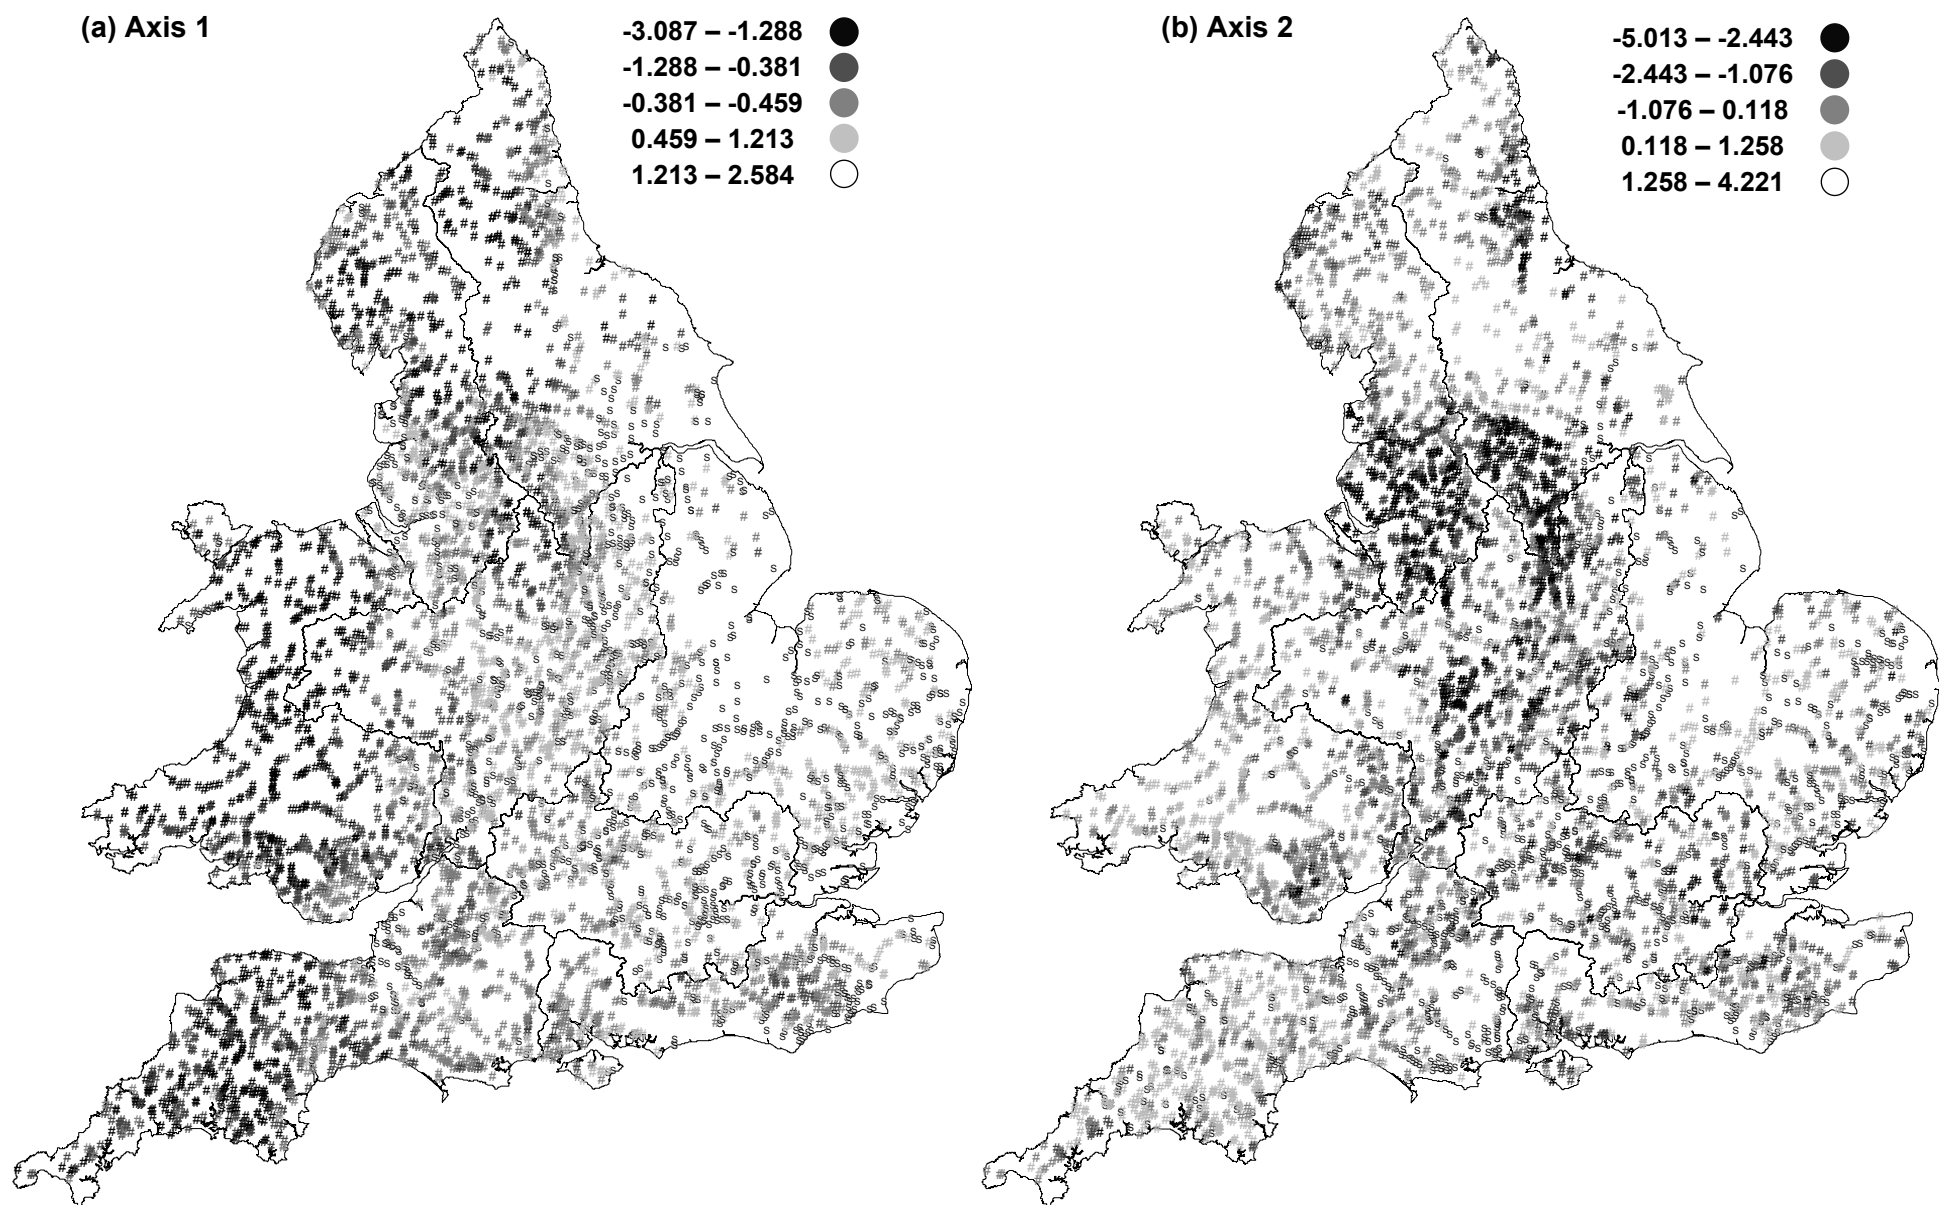 (a) Axis 1
-3.087 – -1.288
-1.288 – -0.381
-0.381 – -0.459
0.459 – 1.213
1.213 – 2.584
(b) Axis 2
-5.013 – -2.443
-2.443 – -1.076
-1.076 – 0.118
0.118 – 1.258
1.258 – 4.221